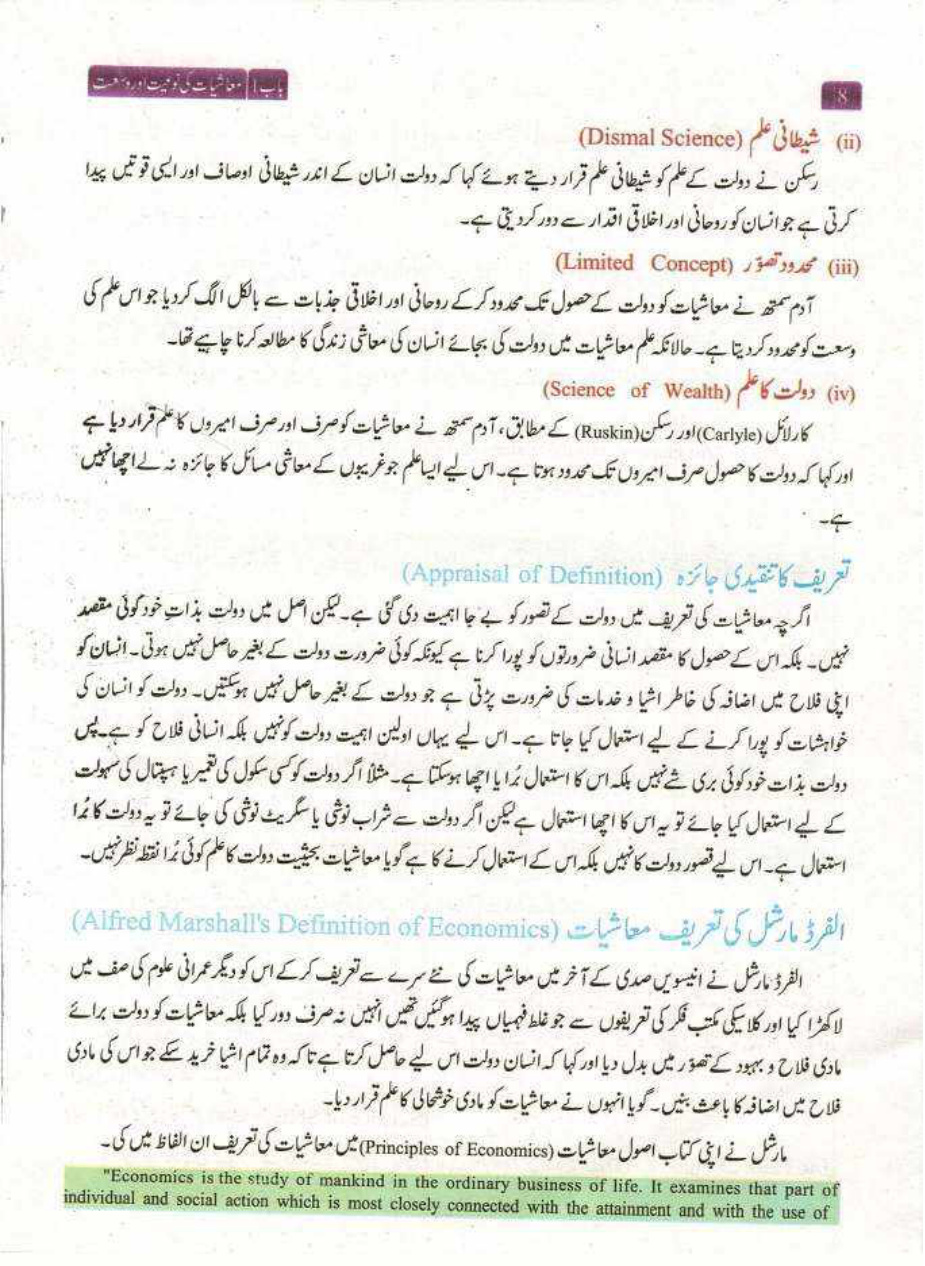 باب 1 معاشیات کی نوعیت اور وسعت
8
(ii) شیطانی علم (Dismal Science)
رسکن نے دولت کے علم کو شیطانی علم قرار دیتے ہوئے کہا کہ دولت انسان کے اندر شیطانی اوصاف اور ایسی قوتیں پیدا
کرتی ہے جو انسان کو روحانی اور اخلاقی اقدار سے دور کردیتی ہے۔
(iii) محدود تصوّر (Limited Concept)
آدم سمتھ نے معاشیات کو دولت کے حصول تک محدود کرکے روحانی اور اخلاقی جذبات سے بالکل الگ کردیا جو اس علم کی
وسعت کو محدود کردیتا ہے۔ حالانکہ علم معاشیات میں دولت کی بجائے انسان کی معاشی زندگی کا مطالعہ کرنا چاہیے تھا۔
(iv) دولت کا علم (Science of Wealth)
کارلائل (Carlyle) اور رسکن (Ruskin) کے مطابق، آدم سمتھ نے معاشیات کو صرف اور صرف امیروں کا علم قرار دیا ہے
اور کہا کہ دولت کا حصول صرف امیروں تک محدود ہوتا ہے۔ اس لیے ایسا علم جو غریبوں کے معاشی مسائل کا جائزہ نہ لے اچھا نہیں
ہے۔
تعریف کا تنقیدی جائزہ (Appraisal of Definition)
اگرچہ معاشیات کی تعریف میں دولت کے تصور کو بے جا اہمیت دی گئی ہے۔ لیکن اصل میں دولت بذاتِ خود کوئی مقصد
نہیں۔ بلکہ اس کے حصول کا مقصد انسانی ضرورتوں کو پورا کرنا ہے کیونکہ کوئی ضرورت دولت کے بغیر حاصل نہیں ہوتی۔ انسان کو
اپنی فلاح میں اضافہ کی خاطر اشیا و خدمات کی ضرورت پڑتی ہے جو دولت کے بغیر حاصل نہیں ہوسکتیں۔ دولت کو انسان کی
خواہشات کو پورا کرنے کے لیے استعمال کیا جاتا ہے۔ اس لیے یہاں اولین اہمیت دولت کو نہیں بلکہ انسانی فلاح کو ہے۔ پس
دولت بذات خود کوئی بری شے نہیں بلکہ اس کا استعمال بُرا یا اچھا ہوسکتا ہے۔ مثلاً اگر دولت کو کسی سکول کی تعمیر یا ہسپتال کی سہولت
کے لیے استعمال کیا جائے تو یہ اس کا اچھا استعمال ہے لیکن اگر دولت سے شراب نوشی یا سگریٹ نوشی کی جائے تو یہ دولت کا بُرا
استعمال ہے۔ اس لیے قصور دولت کا نہیں بلکہ اس کے استعمال کرنے کا ہے گویا معاشیات بحیثیت دولت کا علم کوئی بُرا نقطہ نظر نہیں۔
الفرڈ مارشل کی تعریف معاشیات (Alfred Marshall's Definition of Economics)
الفرڈ مارشل نے انیسویں صدی کے آخر میں معاشیات کی نئے سرے سے تعریف کرکے اس کو دیگر عمرانی علوم کی صف میں
لا کھڑا کیا اور کلاسیکی مکتب فکر کی تعریفوں سے جو غلط فہمیاں پیدا ہوگئیں تھیں انہیں نہ صرف دور کیا بلکہ معاشیات کو دولت برائے
مادی فلاح و بہبود کے تصوّر میں بدل دیا اور کہا کہ انسان دولت اس لیے حاصل کرتا ہے تاکہ وہ تمام اشیا خرید سکے جو اس کی مادی
فلاح میں اضافہ کا باعث بنیں۔ گویا انہوں نے معاشیات کو مادی خوشحالی کا علم قرار دیا۔
مارشل نے اپنی کتاب اصول معاشیات (Principles of Economics) میں معاشیات کی تعریف ان الفاظ میں کی۔
"Economics is the study of mankind in the ordinary business of life. It examines that part of
individual and social action which is most closely connected with the attainment and with the use of